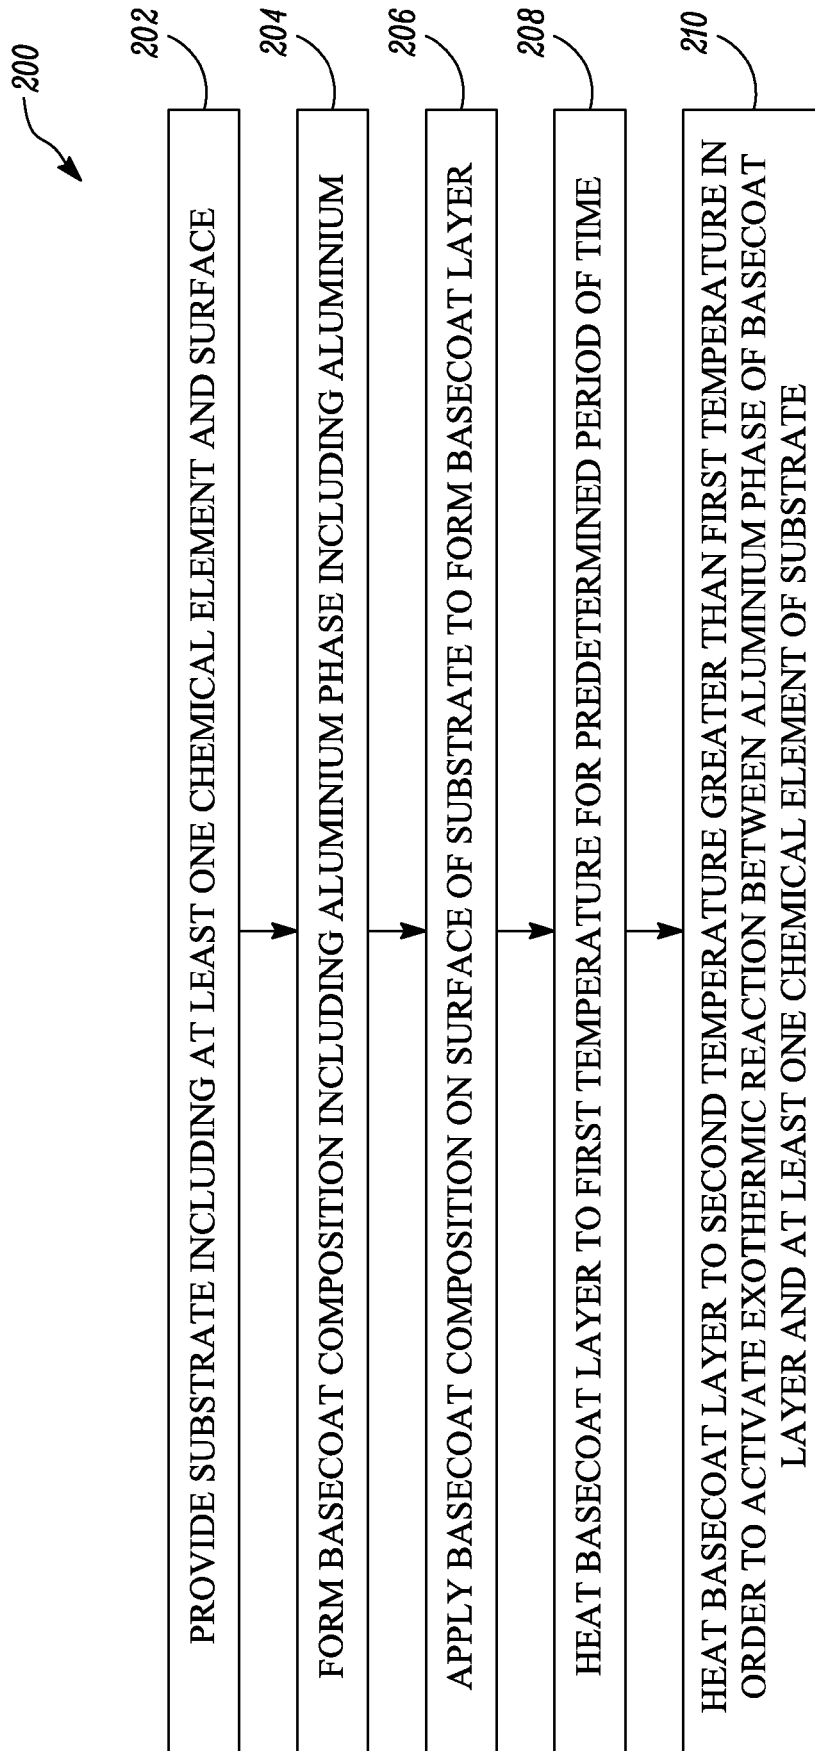 200
202
PROVIDE SUBSTRATE INCLUDING AT LEAST ONE CHEMICAL ELEMENT AND SURFACE
204
FORM BASECOAT COMPOSITION INCLUDING ALUMINIUM PHASE INCLUDING ALUMINIUM
206
APPLY BASECOAT COMPOSITION ON SURFACE OF SUBSTRATE TO FORM BASECOAT LAYER
208
HEAT BASECOAT LAYER TO FIRST TEMPERATURE FOR PREDETERMINED PERIOD OF TIME
210
HEAT BASECOAT LAYER TO SECOND TEMPERATURE GREATER THAN FIRST TEMPERATURE IN
ORDER TO ACTIVATE EXOTHERMIC REACTION BETWEEN ALUMINIUM PHASE OF BASECOAT
LAYER AND AT LEAST ONE CHEMICAL ELEMENT OF SUBSTRATE